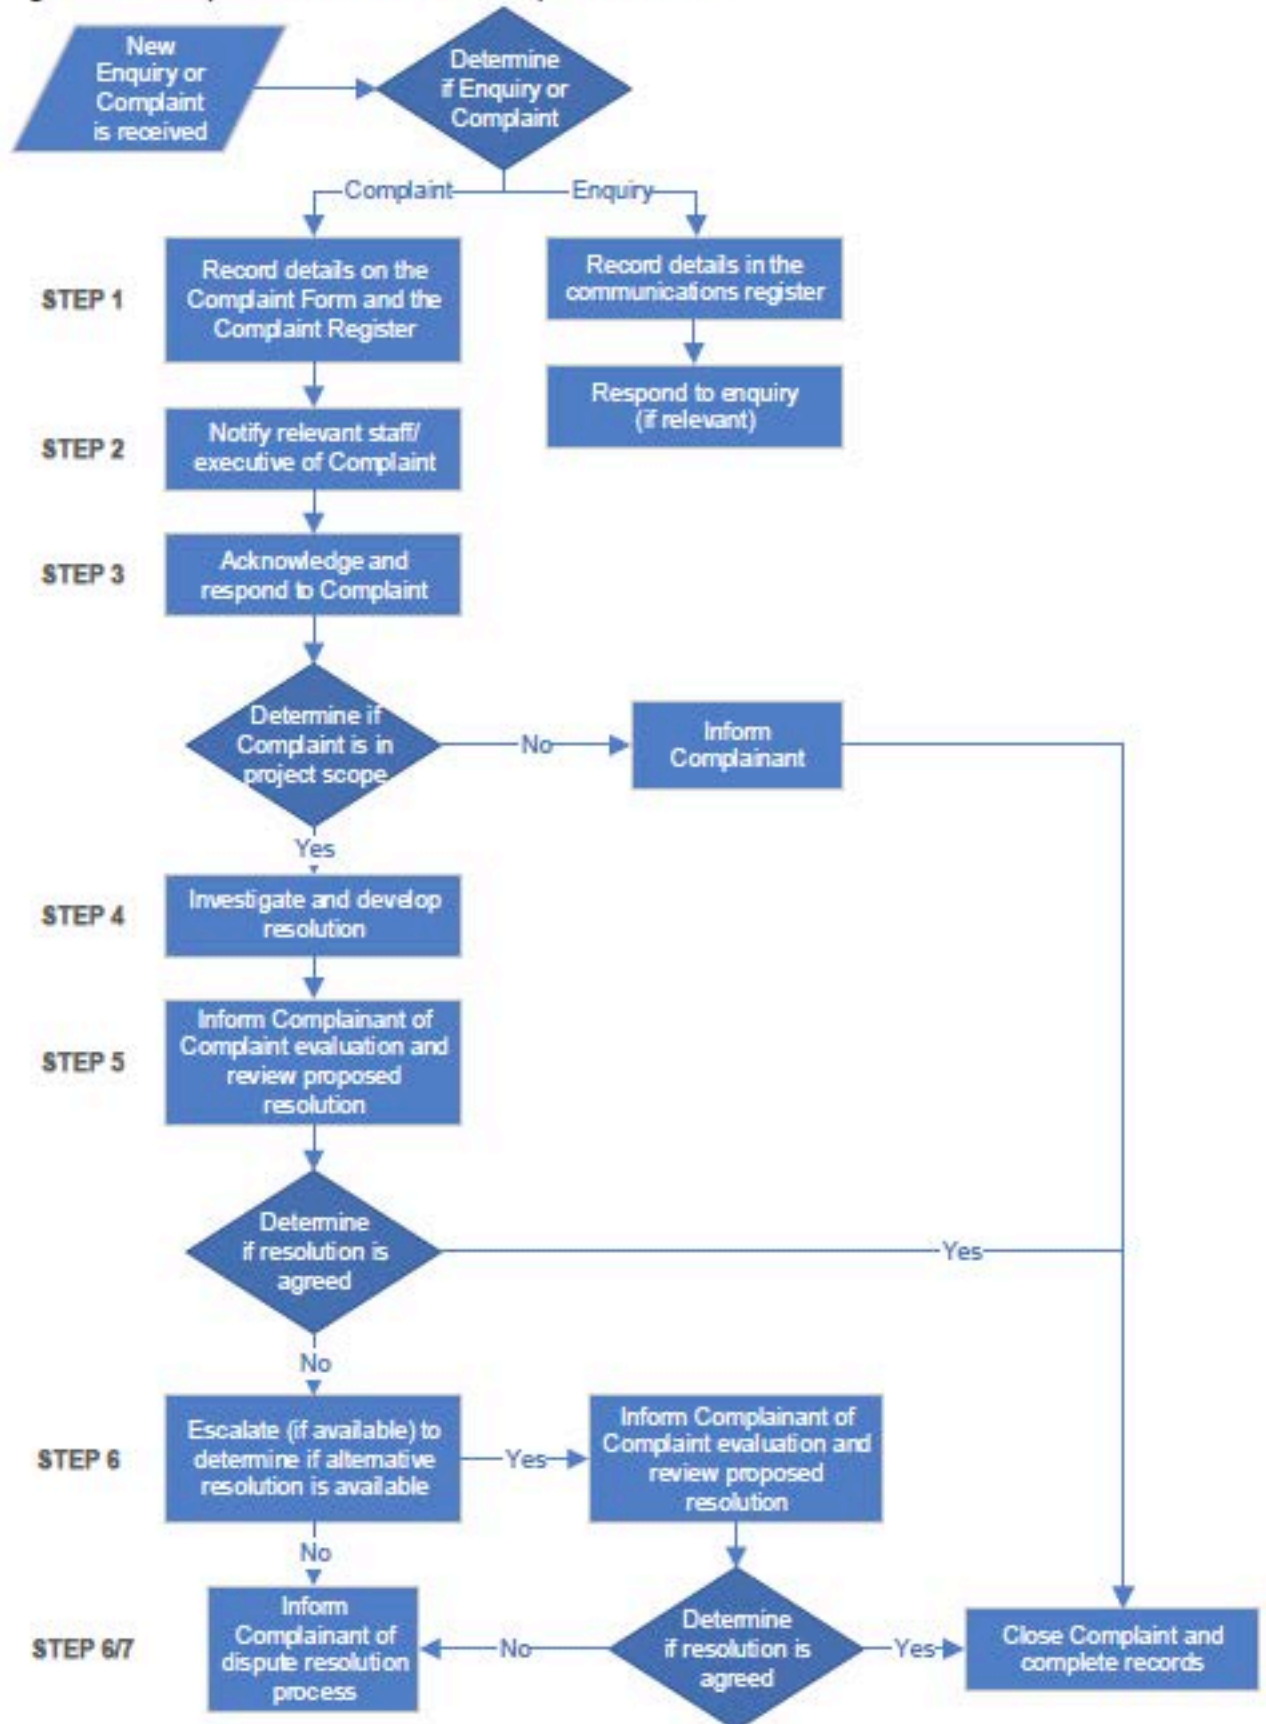 New
Enquiry or
Complaint
is received
Determine
if Enquiry or
Complaint
Complaint
Enquiry
STEP 1
Record details on the
Complaint Form and the
Complaint Register
Record details in the
communications register
Respond to enquiry
(if relevant)
STEP 2
Notify relevant staff/
executive of Complaint
STEP 3
Acknowledge and
respond to Complaint
Determine if
Complaint is in
project scope
No
Inform
Complainant
Yes
STEP 4
Investigate and develop
resolution
STEP 5
Inform Complainant of
Complaint evaluation and
review proposed
resolution
Determine
if resolution is
agreed
Yes
No
STEP 6
Escalate (if available) to
determine if alternative
resolution is available
Yes
Inform Complainant of
Complaint evaluation and
review proposed
resolution
No
STEP 6/7
Inform
Complainant of
dispute resolution
process
No
Determine
if resolution is
agreed
Yes
Close Complaint and
complete records